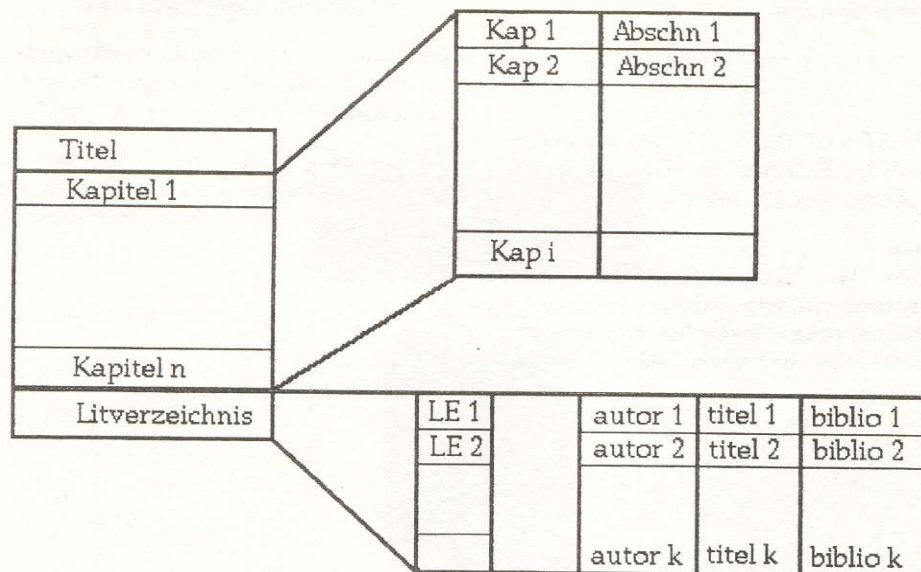 Kap 1 Abschn 1
Kap 2 Abschn 2
Kap i
Titel
Kapitel 1
Kapitel n
Litverzeichnis
LE 1 autor 1 titel 1 biblio 1
LE 2 autor 2 titel 2 biblio 2
autor k titel k biblio k